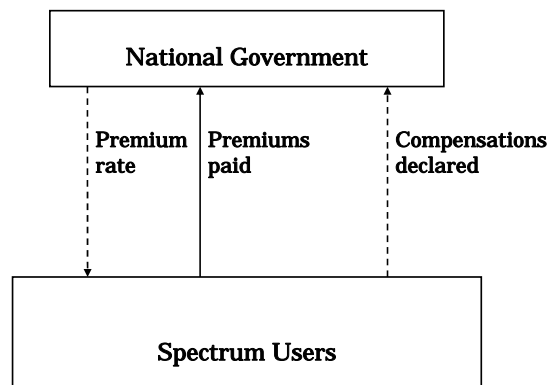 National Government
Premium
rate
Premiums
paid
Compensations
declared
Spectrum Users